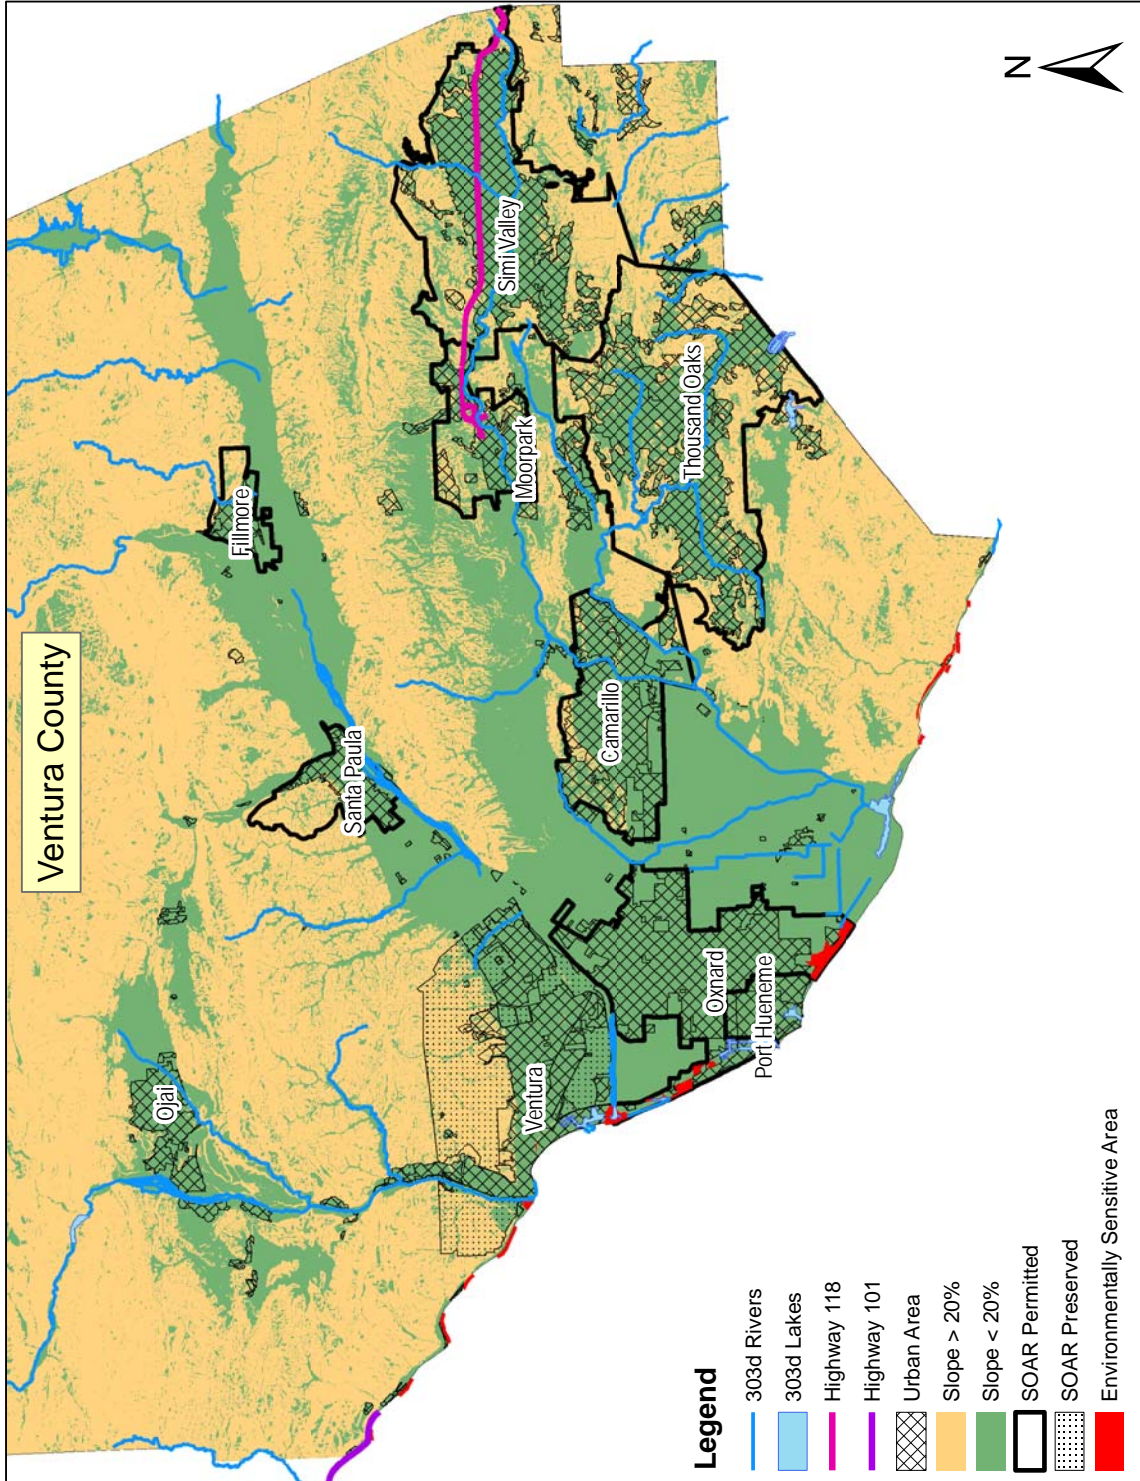 Ventura County
N
Simi Valley
Moorpark
Thousand Oaks
Fillmore
Santa Paula
Camarillo
Oxnard
Port Hueneme
Ventura
Ojai
Legend
303d Rivers
303d Lakes
Highway 118
Highway 101
Urban Area
Slope > 20%
Slope < 20%
SOAR Permitted
SOAR Preserved
Environmentally Sensitive Area